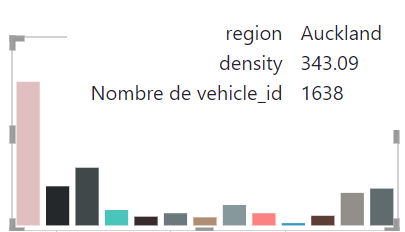 region Auckland
density 343.09
Nombre de vehicle_id 1638